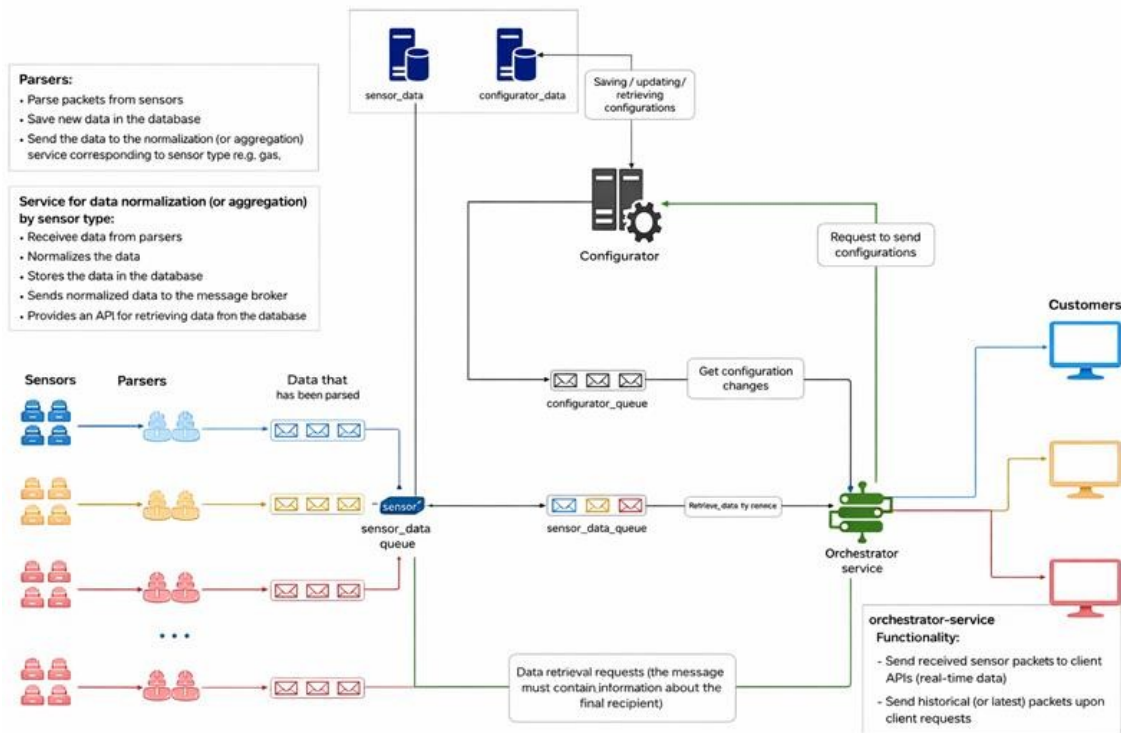 sensor_data
configurator_data
Saving / updating/
retrieving
configurations
Parsers:
• Parse packets from sensors
• Save new data in the database
• Send the data to the normalization (or aggregation)
service corresponding to sensor type re.g. gas,
Service for data normalization (or aggregation)
by sensor type:
• Receivee data from parsers
• Normalizes the data
• Stores the data in the database
• Sends normalized data to the message broker
• Provides an API for retrieving data from the database
Configurator
Request to send
configurations
Customers
Sensors
Parsers
Data that
has been parsed
configurator_queue
Get configuration
changes
sensor
sensor_data
queue
sensor_data_queue
Retrieve_data
Orchestrator
service
• • •
Data retrieval requests (the message
must contain information about the
final recipient)
orchestrator-service
Functionality:
- Send received sensor packets to client
APIs (real-time data)
- Send historical (or latest) packets upon
client requests